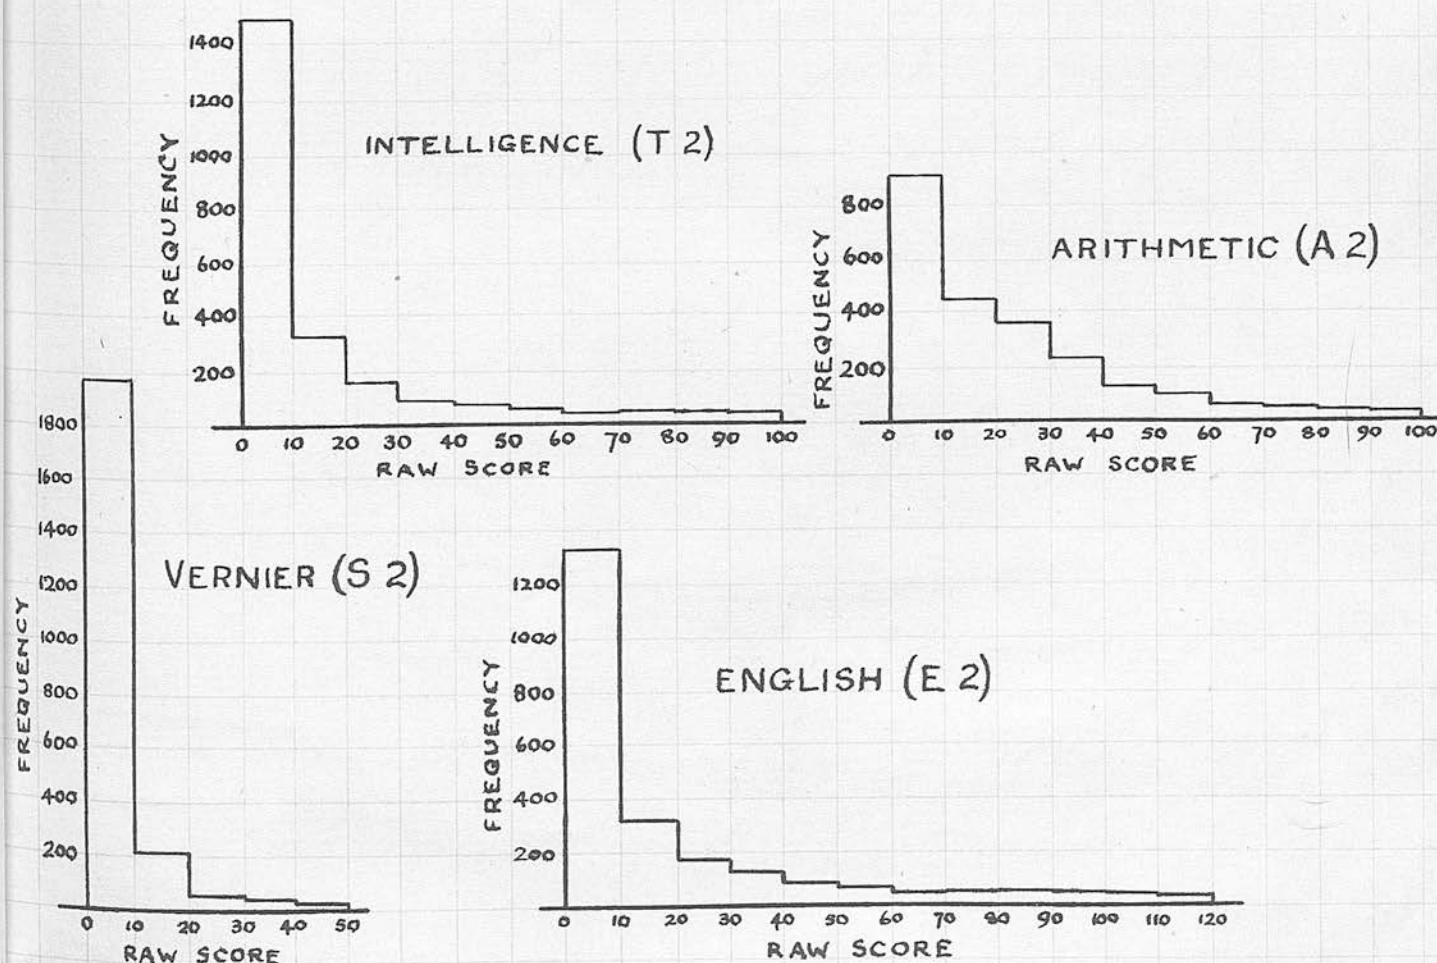 INTELLIGENCE (T 2)
FREQUENCY
1400
1200
1000
800
600
400
200
0 10 20 30 40 50 60 70 80 90 100
RAW SCORE
ARITHMETIC (A 2)
FREQUENCY
800
600
400
200
0 10 20 30 40 50 60 70 80 90 100
RAW SCORE
VERNIER (S 2)
FREQUENCY
1800
1600
1400
1200
1000
800
600
400
200
0 10 20 30 40 50
RAW SCORE
ENGLISH (E 2)
FREQUENCY
1200
1000
800
600
400
200
0 10 20 30 40 50 60 70 80 90 100 110 120
RAW SCORE